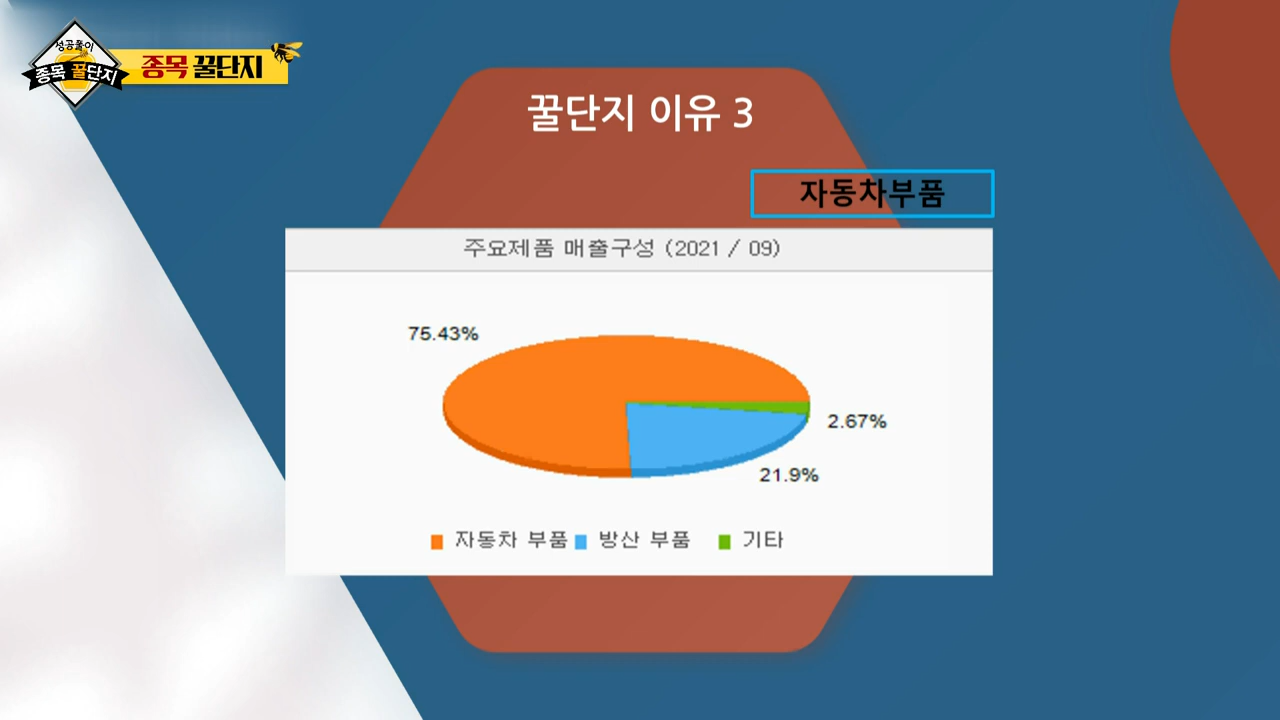 성공풀이
종목 꿀단지
종목 꿀단지
꿀단지 이유 3
자동차부품
주요제품 매출구성 (2021 / 09)
75.43%
2.67%
21.9%
자동차 부품 방산 부품 기타